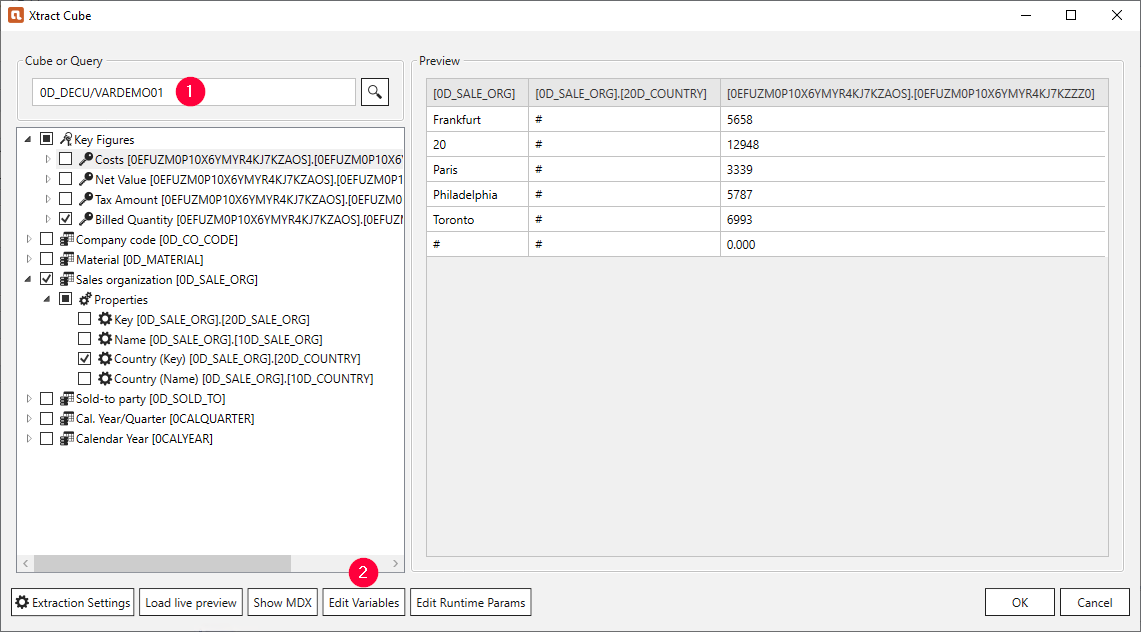 Xtract Cube
Cube or Query
0D_DECU/VARDEMO01
1
Key Figures
Costs [0EFUZM0P10X6YMYR4KJ7KZAOS].[0EFUZM0P10X6Y
Net Value [0EFUZM0P10X6YMYR4KJ7KZAOS].[0EFUZM0P1
Tax Amount [0EFUZM0P10X6YMYR4KJ7KZAOS].[0EFUZM0
Billed Quantity [0EFUZM0P10X6YMYR4KJ7KZAOS].[0EFUZ
Company code [0D_CO_CODE]
Material [0D_MATERIAL]
Sales organization [0D_SALE_ORG]
Properties
Key [0D_SALE_ORG].[20D_SALE_ORG]
Name [0D_SALE_ORG].[10D_SALE_ORG]
Country (Key) [0D_SALE_ORG].[20D_COUNTRY]
Country (Name) [0D_SALE_ORG].[10D_COUNTRY]
Sold-to party [0D_SOLD_TO]
Cal. Year/Quarter [0CALQUARTER]
Calendar Year [0CALYEAR]
Preview
[0D_SALE_ORG] [0D_SALE_ORG].[20D_COUNTRY] [0EFUZM0P10X6YMYR4KJ7KZAOS].[0EFUZM0P10X6YMYR4KJ7KZZZ0]
Frankfurt # 5658
20 # 12948
Paris # 3339
Philadelphia # 5787
Toronto # 6993
# # 0.000
2
Extraction Settings Load live preview Show MDX Edit Variables Edit Runtime Params OK Cancel